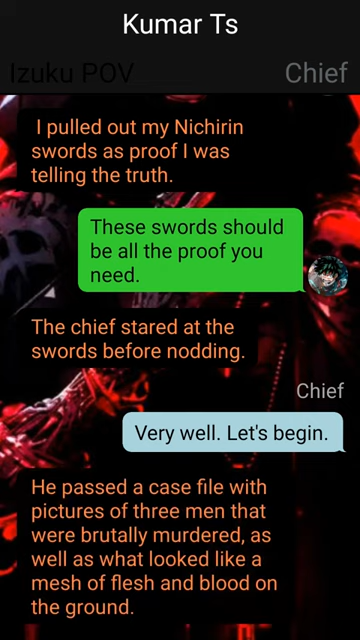 Kumar Ts
Izuku POV
Chief
I pulled out my Nichirin
swords as proof I was
telling the truth.
These swords should
be all the proof you
need.
The chief stared at the
swords before nodding.
Chief
Very well. Let's begin.
He passed a case file with
pictures of three men that
were brutally murdered, as
well as what looked like a
mesh of flesh and blood on
the ground.